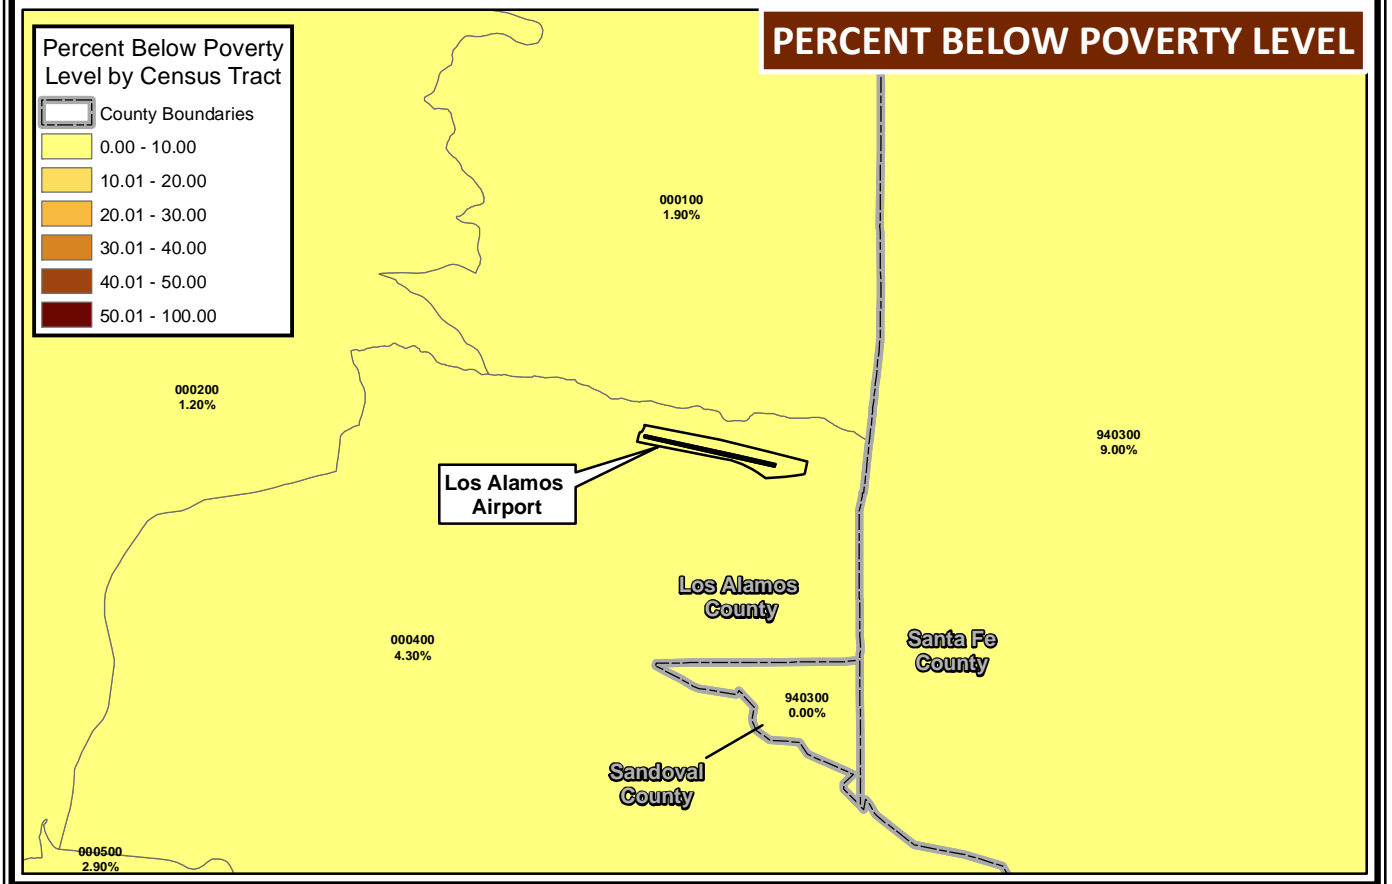 PERCENT BELOW POVERTY LEVEL
Percent Below Poverty
Level by Census Tract
County Boundaries
0.00 - 10.00
10.01 - 20.00
20.01 - 30.00
30.01 - 40.00
40.01 - 50.00
50.01 - 100.00
000100
1.90%
000200
1.20%
940300
9.00%
Los Alamos
Airport
Los Alamos
County
000400
4.30%
Santa Fe
County
940300
0.00%
Sandoval
County
000500
2.90%